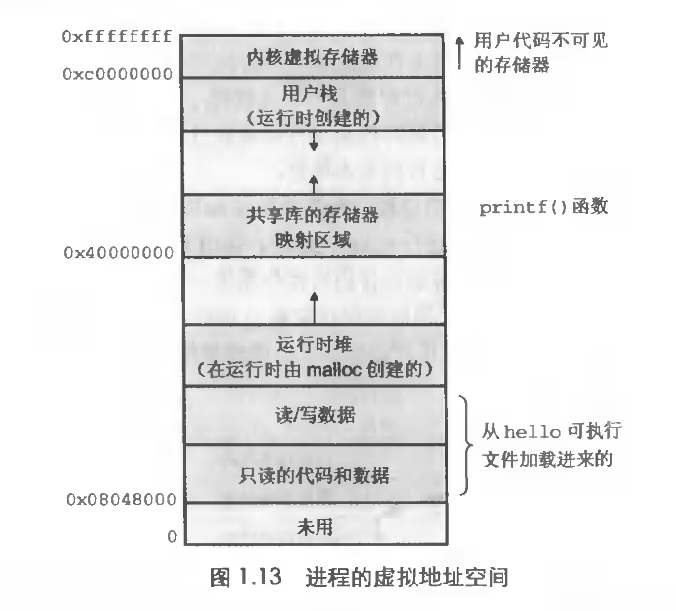 0xffffffff
内核虚拟存储器
用户代码不可见
的存储器
0xc0000000
用户栈
（运行时创建的）
共享库的存储器
映射区域
printf()函数
0x40000000
运行时堆
（在运行时由 malloc 创建的）
读/写数据
从hello可执行
文件加载进来的
只读的代码和数据
0x08048000
未用
0
图 1.13 进程的虚拟地址空间